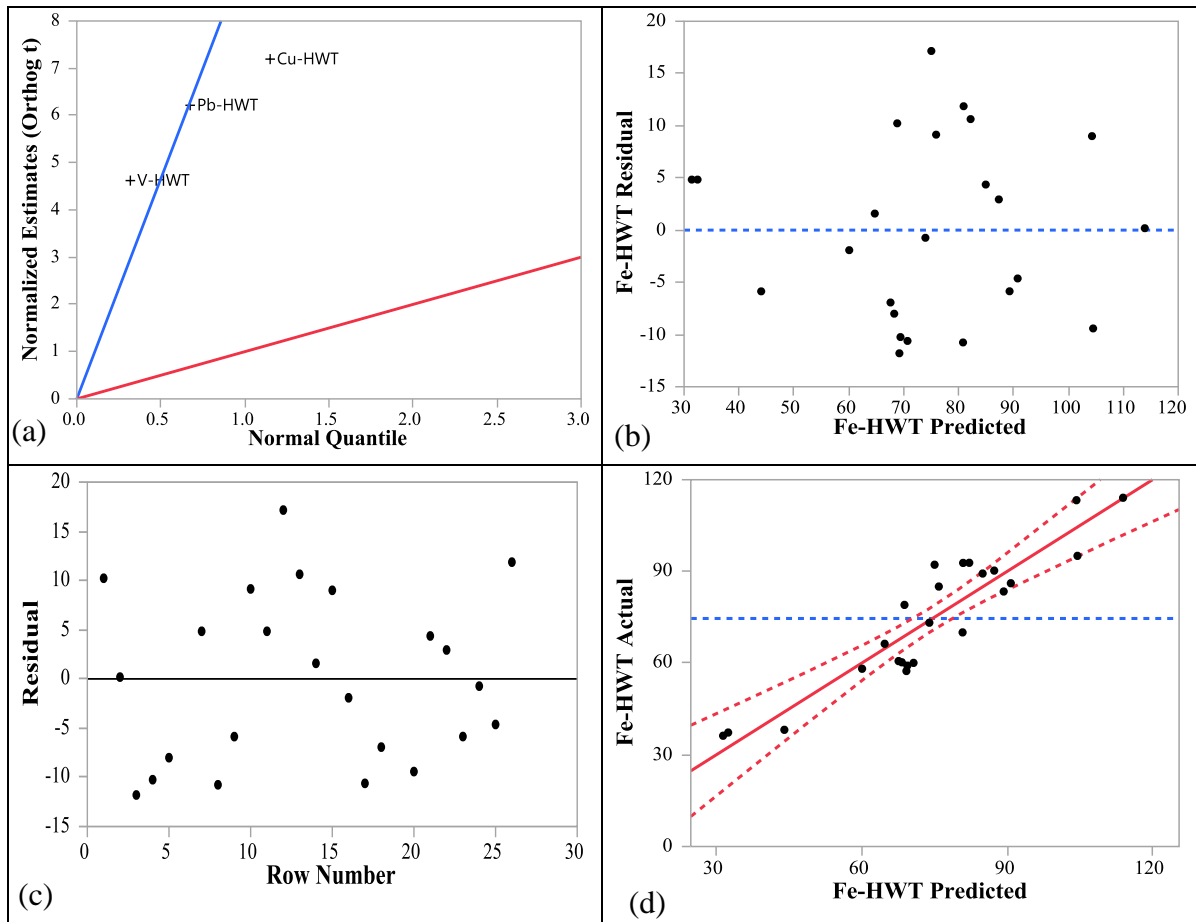 Normalized Estimates (Orthog t)
8
7
6
5
4
3
2
1
0
+Cu-HWT
+Pb-HWT
+V-HWT
0.0 0.5 1.0 1.5 2.0 2.5 3.0
Normal Quantile
(a)
Fe-HWT Residual
20
15
10
5
0
-5
-10
-15
30 40 50 60 70 80 90 100 110 120
Fe-HWT Predicted
(b)
Residual
20
15
10
5
0
-5
-10
-15
0 5 10 15 20 25 30
Row Number
(c)
Fe-HWT Actual
120
90
60
30
0
30 60 90 120
Fe-HWT Predicted
(d)